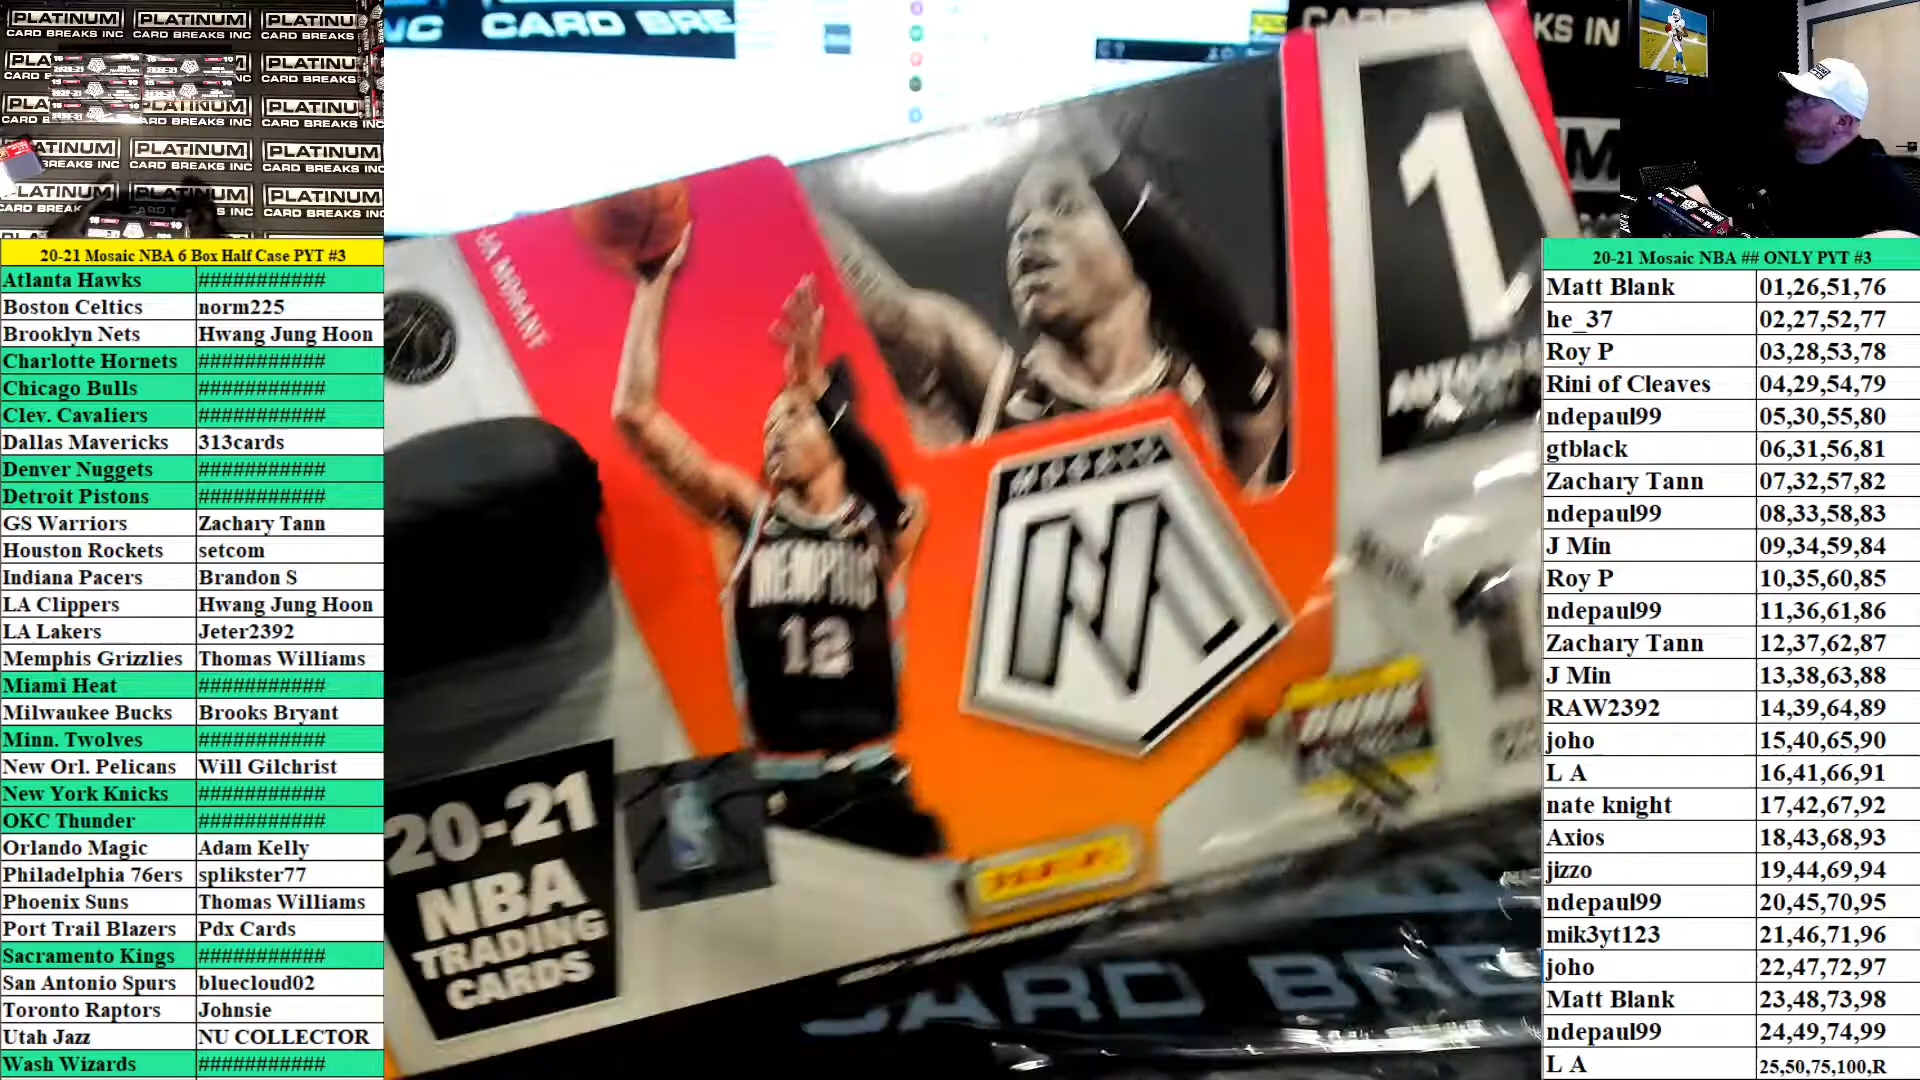 20-21 Mosaic NBA 6 Box Half Case PYT #3
Atlanta Hawks ###########
Boston Celtics norm225
Brooklyn Nets Hwang Jung Hoon
Charlotte Hornets ###########
Chicago Bulls ###########
Clev. Cavaliers ###########
Dallas Mavericks 313cards
Denver Nuggets ###########
Detroit Pistons ###########
GS Warriors Zachary Tann
Houston Rockets setcom
Indiana Pacers Brandon S
LA Clippers Hwang Jung Hoon
LA Lakers Jeter2392
Memphis Grizzlies Thomas Williams
Miami Heat ###########
Milwaukee Bucks Brooks Bryant
Minn. Twolves ###########
New Orl. Pelicans Will Gilchrist
New York Knicks ###########
OKC Thunder ###########
Orlando Magic Adam Kelly
Philadelphia 76ers splikster77
Phoenix Suns Thomas Williams
Port Trail Blazers Pdx Cards
Sacramento Kings ###########
San Antonio Spurs bluecloud02
Toronto Raptors Johnsie
Utah Jazz NU COLLECTOR
Wash Wizards ###########
PLATINUM
CARD BREAKS INC
CARD BRE
KS IN
JA MORANT
1
MOSAIC
M
MEMPHIS
12
20-21
NBA
TRADING
CARDS
PANINI
CARD BRE
20-21 Mosaic NBA ## ONLY PYT #3
Matt Blank 01,26,51,76
he_37 02,27,52,77
Roy P 03,28,53,78
Rini of Cleaves 04,29,54,79
ndepaul99 05,30,55,80
gtblack 06,31,56,81
Zachary Tann 07,32,57,82
ndepaul99 08,33,58,83
J Min 09,34,59,84
Roy P 10,35,60,85
ndepaul99 11,36,61,86
Zachary Tann 12,37,62,87
J Min 13,38,63,88
RAW2392 14,39,64,89
joho 15,40,65,90
L A 16,41,66,91
nate knight 17,42,67,92
Axios 18,43,68,93
jizzo 19,44,69,94
ndepaul99 20,45,70,95
mik3yt123 21,46,71,96
joho 22,47,72,97
Matt Blank 23,48,73,98
ndepaul99 24,49,74,99
L A 25,50,75,100,R